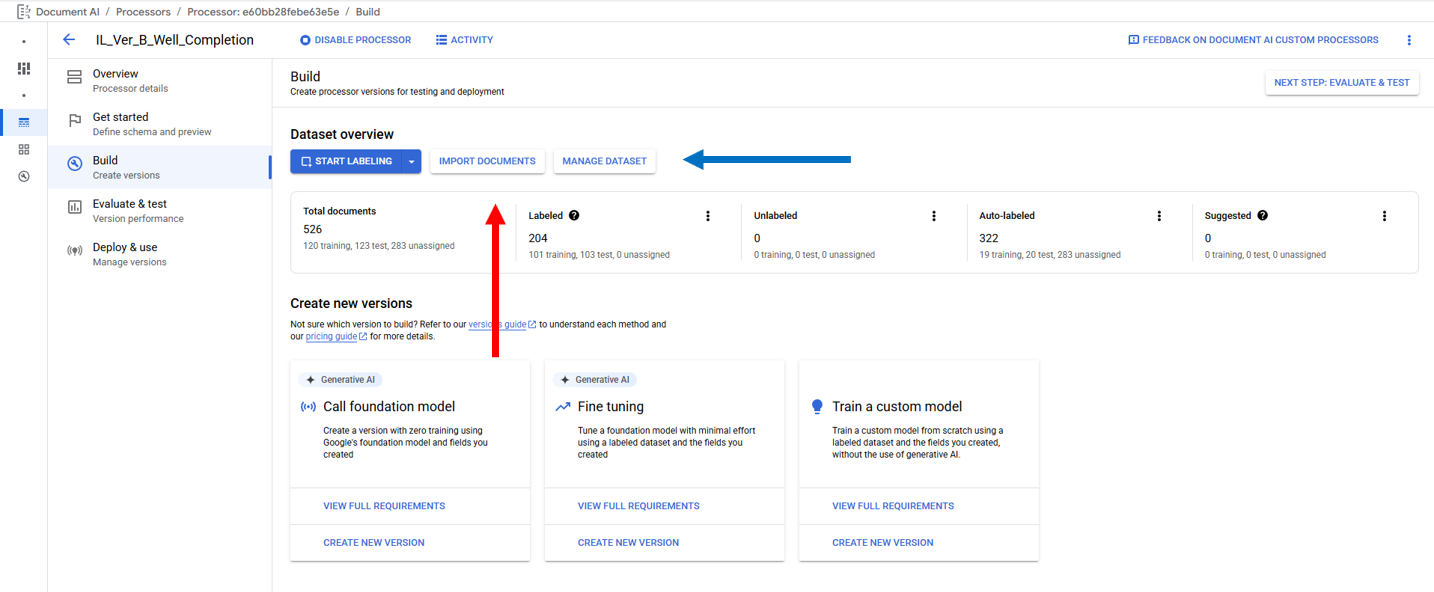 Document AI / Processors / Processor: e60bb28febe63e5e / Build
IL_Ver_B_Well_Completion
DISABLE PROCESSOR
ACTIVITY
FEEDBACK ON DOCUMENT AI CUSTOM PROCESSORS
Overview
Processor details
Get started
Define schema and preview
Build
Create versions
Evaluate & test
Version performance
Deploy & use
Manage versions
Build
Create processor versions for testing and deployment
NEXT STEP: EVALUATE & TEST
Dataset overview
START LABELING
IMPORT DOCUMENTS
MANAGE DATASET
Total documents
526
120 training, 123 test, 283 unassigned
Labeled
204
101 training, 103 test, 0 unassigned
Unlabeled
0
0 training, 0 test, 0 unassigned
Auto-labeled
322
19 training, 20 test, 283 unassigned
Suggested
0
0 training, 0 test, 0 unassigned
Create new versions
Not sure which version to build? Refer to our versions guide to understand each method and
our pricing guide for more details.
Generative AI
Call foundation model
Create a version with zero training using
Google's foundation model and fields you
created
VIEW FULL REQUIREMENTS
CREATE NEW VERSION
Generative AI
Fine tuning
Tune a foundation model with minimal effort
using a labeled dataset and the fields you
created
VIEW FULL REQUIREMENTS
CREATE NEW VERSION
Train a custom model
Train a custom model from scratch using a
labeled dataset and the fields you created,
without the use of generative AI.
VIEW FULL REQUIREMENTS
CREATE NEW VERSION